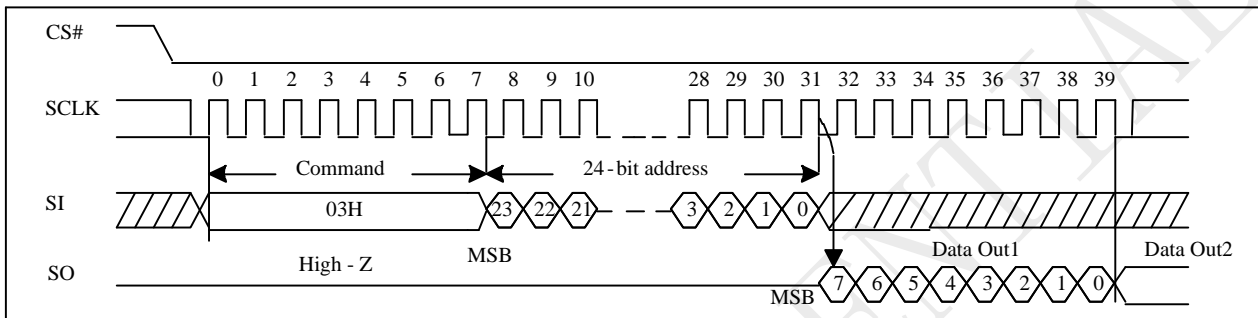 CS#
0 1 2 3 4 5 6 7 8 9 10 28 29 30 31 32 33 34 35 36 37 38 39
SCLK
Command 24-bit address
SI 03H 23 22 21 3 2 1 0
High - Z MSB Data Out1 Data Out2
SO MSB 7 6 5 4 3 2 1 0